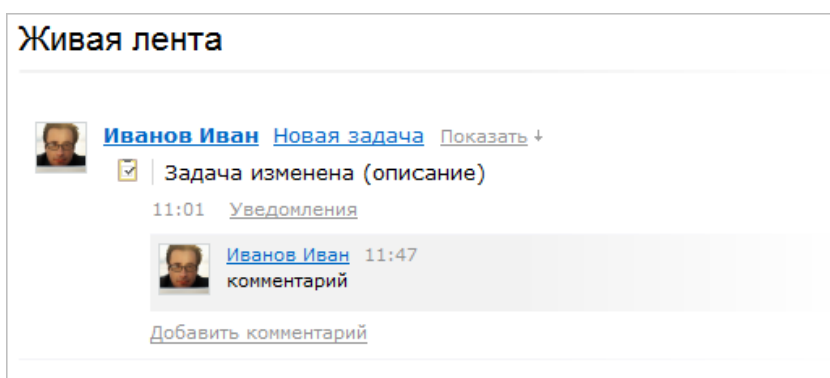 Живая лента
Иванов Иван Новая задача Показать ↓
Задача изменена (описание)
11:01 Уведомления
Иванов Иван 11:47
комментарий
Добавить комментарий